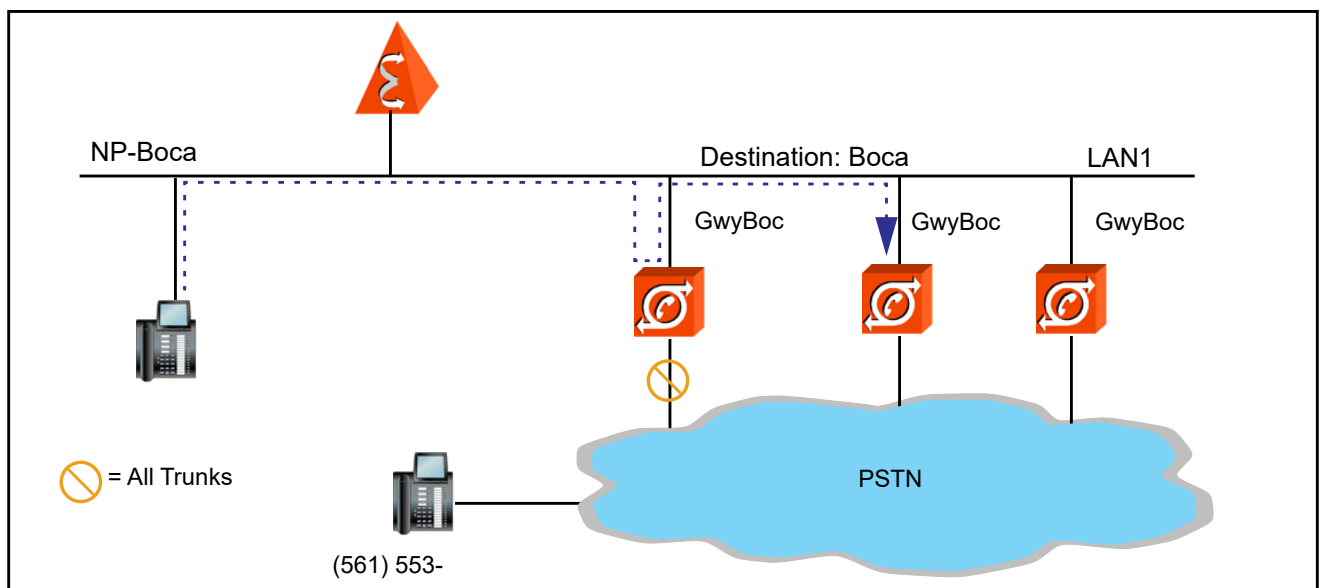 NP-Boca
Destination: Boca
LAN1
GwyBoc
GwyBoc
GwyBoc
= All Trunks
PSTN
(561) 553-